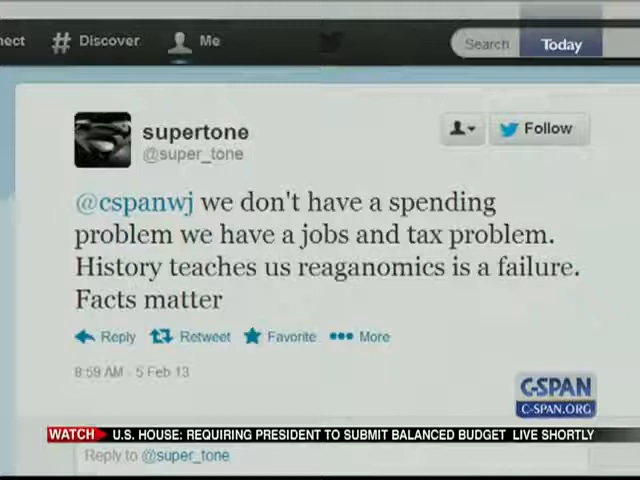 nect # Discover Me Search Today
supertone
@super_tone
Follow
@cspanwj we don't have a spending
problem we have a jobs and tax problem.
History teaches us reaganomics is a failure.
Facts matter
Reply Retweet Favorite More
8:59 AM - 5 Feb 13
C-SPAN
C-SPAN.ORG
WATCH U.S. HOUSE: REQUIRING PRESIDENT TO SUBMIT BALANCED BUDGET LIVE SHORTLY
Reply to @super_tone